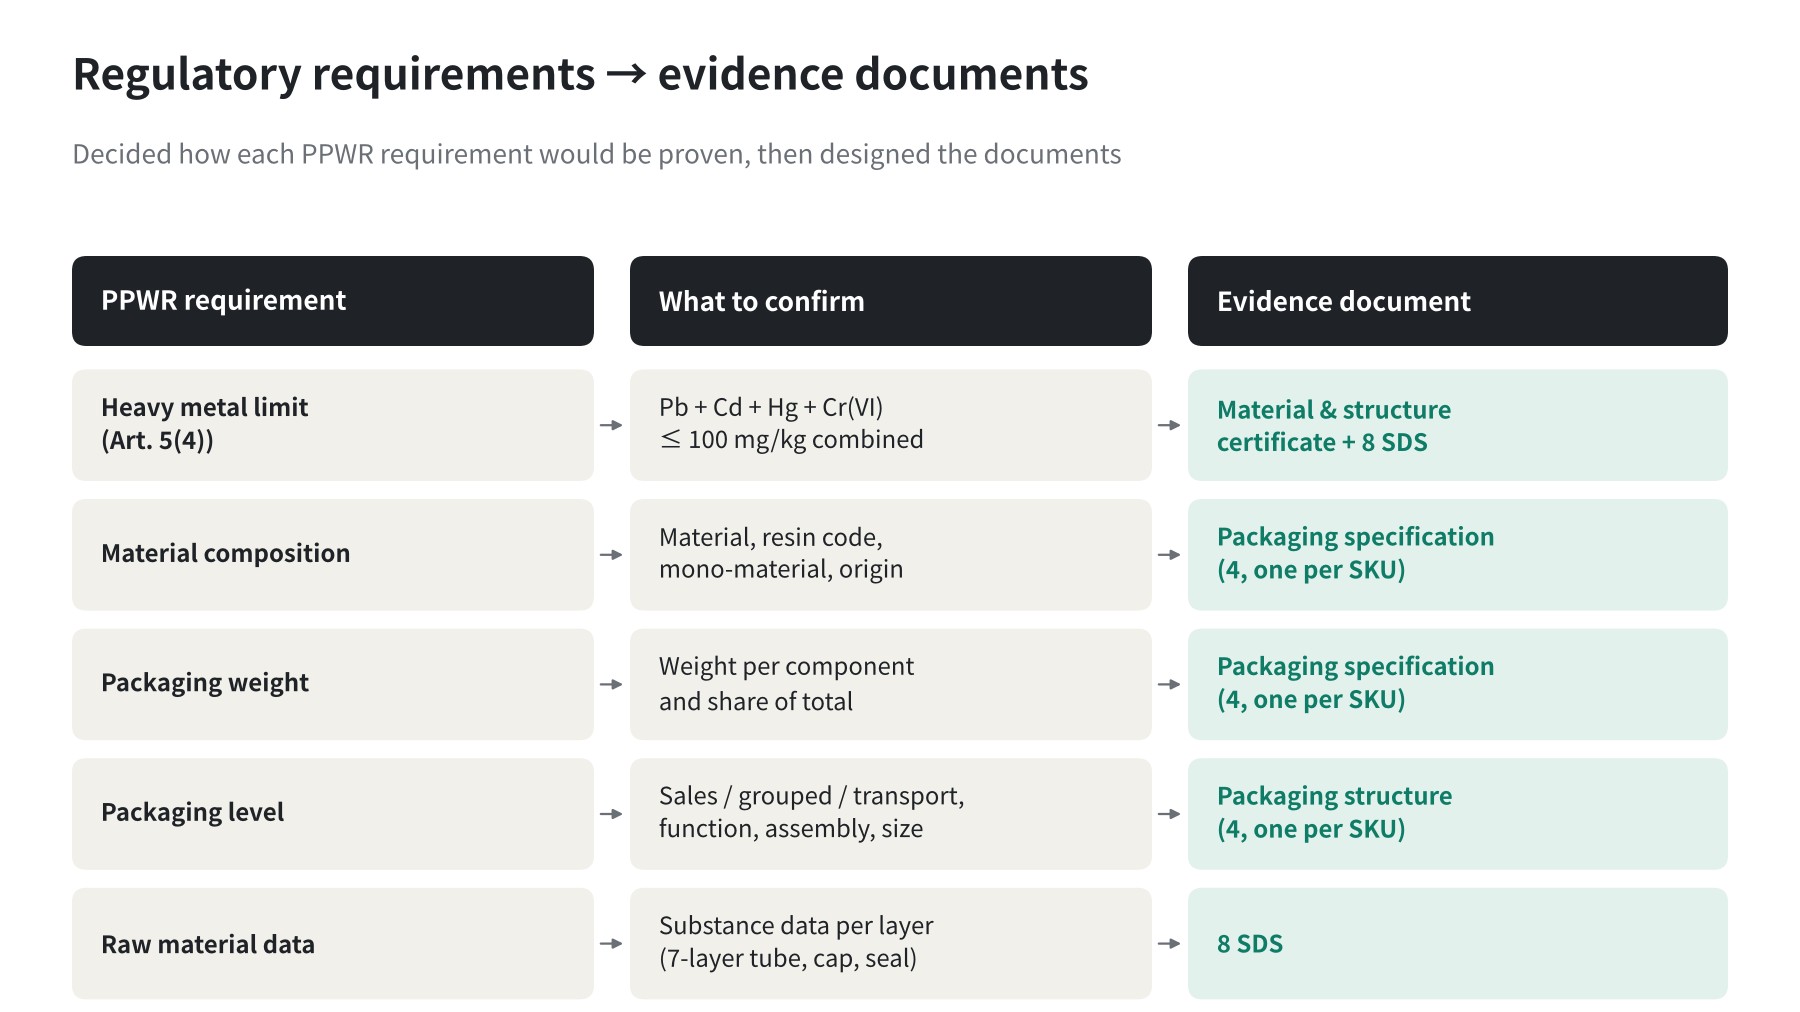 Regulatory requirements → evidence documents
Decided how each PPWR requirement would be proven, then designed the documents
PPWR requirement
What to confirm
Evidence document
Heavy metal limit
(Art. 5(4))
Pb + Cd + Hg + Cr(VI)
≤ 100 mg/kg combined
Material & structure
certificate + 8 SDS
Material composition
Material, resin code,
mono-material, origin
Packaging specification
(4, one per SKU)
Packaging weight
Weight per component
and share of total
Packaging specification
(4, one per SKU)
Packaging level
Sales / grouped / transport,
function, assembly, size
Packaging structure
(4, one per SKU)
Raw material data
Substance data per layer
(7-layer tube, cap, seal)
8 SDS